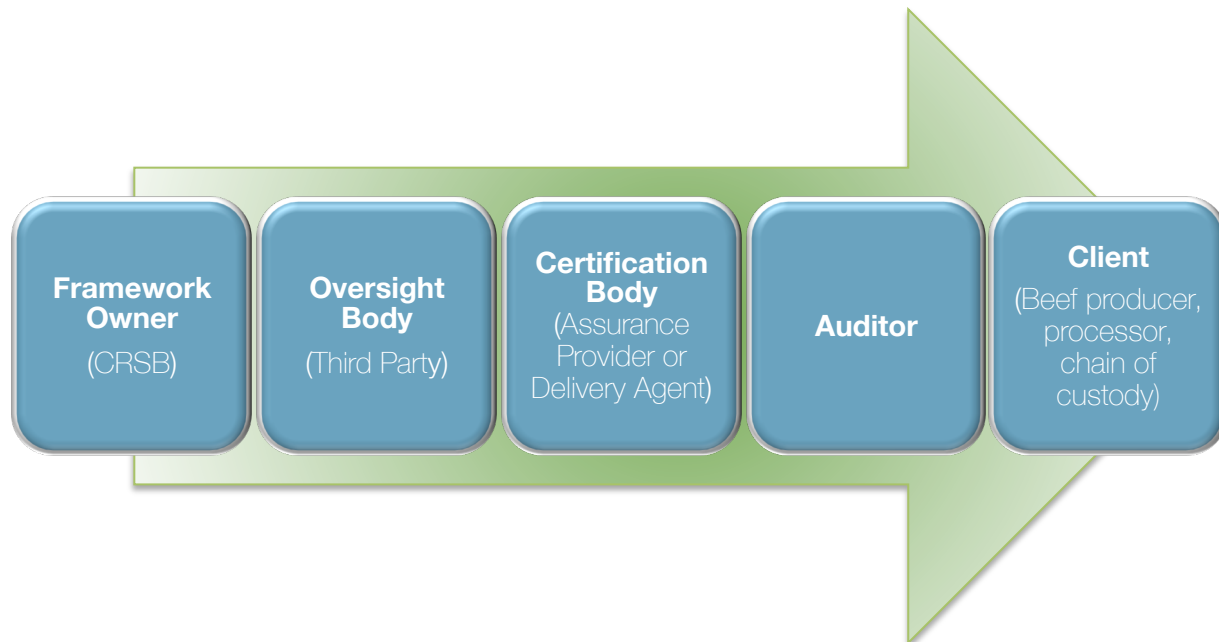 Framework
Owner
(CRSB)
Oversight
Body
(Third Party)
Certification
Body
(Assurance
Provider or
Delivery Agent)
Auditor
Client
(Beef producer,
processor,
chain of
custody)